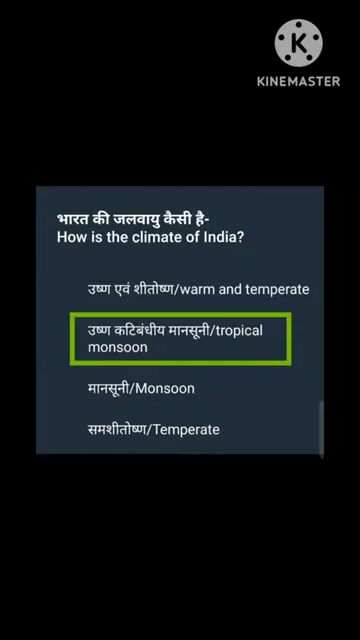 K
KINEMASTER
भारत की जलवायु कैसी है-
How is the climate of India?
उष्ण एवं शीतोष्ण/warm and temperate
उष्ण कटिबंधीय मानसूनी/tropical
monsoon
मानसूनी/Monsoon
समशीतोष्ण/Temperate